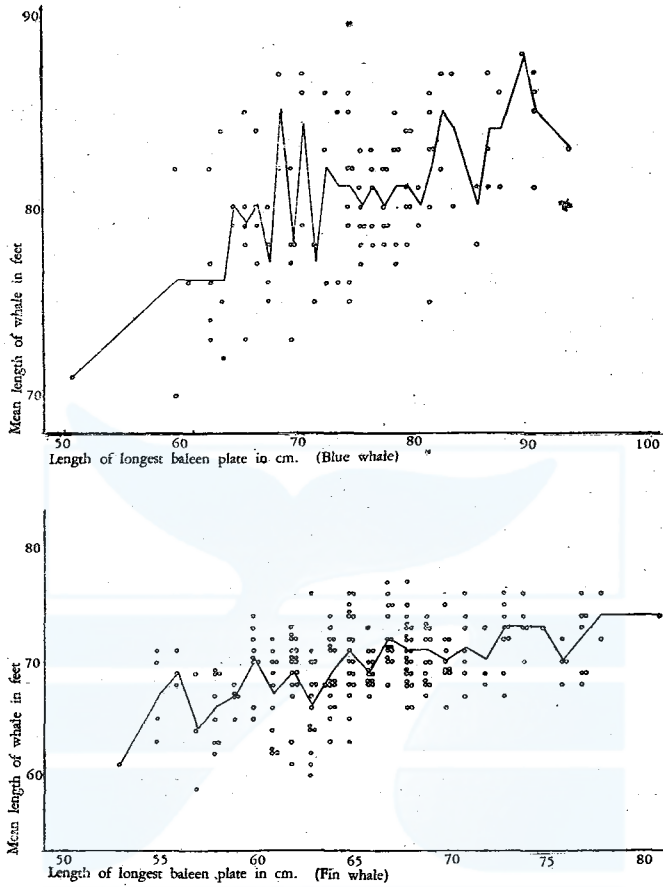 Mean length of whale in feet
90
80
70
50 60 70 80 90 100
Length of longest baleen plate in cm. (Blue whale)
Mean length of whale in feet
80
70
60
50 55 60 65 70 75 80
Length of longest baleen plate in cm. (Fin whale)